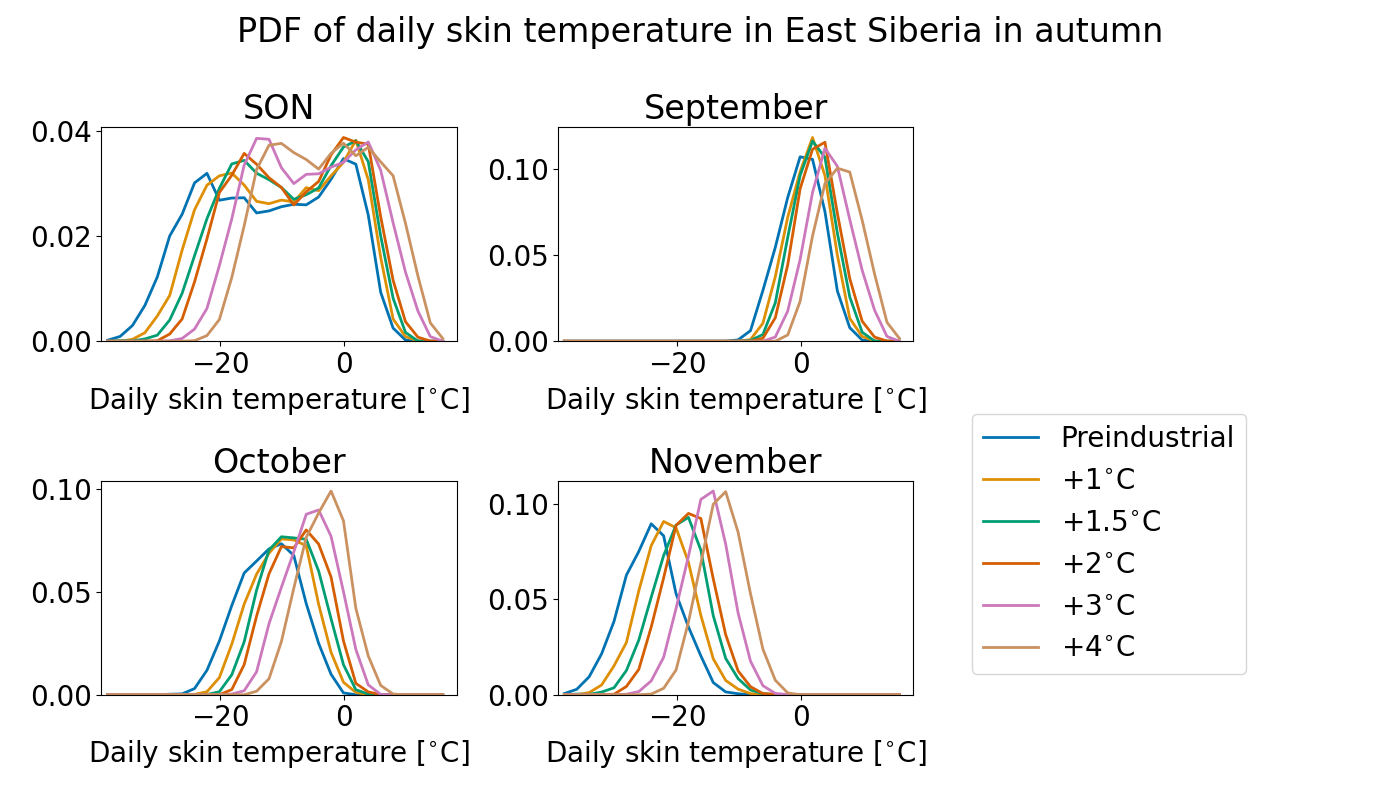 PDF of daily skin temperature in East Siberia in autumn
SON
0.04
0.02
0.00
−20
0
Daily skin temperature [°C]
September
0.10
0.05
0.00
−20
0
Daily skin temperature [°C]
October
0.10
0.05
0.00
−20
0
Daily skin temperature [°C]
November
0.10
0.05
0.00
−20
0
Daily skin temperature [°C]
Preindustrial
+1°C
+1.5°C
+2°C
+3°C
+4°C